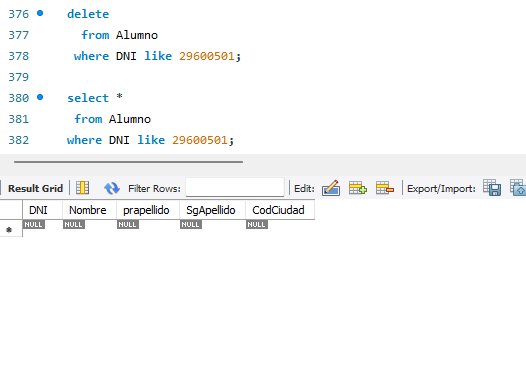 376 delete
377 from Alumno
378 where DNI like 29600501;
379
380 select *
381 from Alumno
382 where DNI like 29600501;
Result Grid Filter Rows: Edit: Export/Import:
DNI Nombre prapellido SgApellido CodCiudad
* NULL NULL NULL NULL NULL